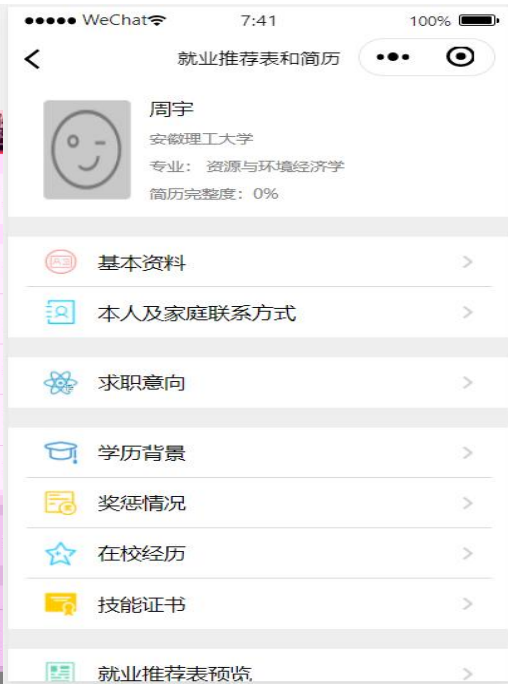 WeChat 7:41 100%
就业推荐表和简历
周宇
安徽理工大学
专业： 资源与环境经济学
简历完整度：0%
基本资料
本人及家庭联系方式
求职意向
学历背景
奖惩情况
在校经历
技能证书
就业推荐表预览